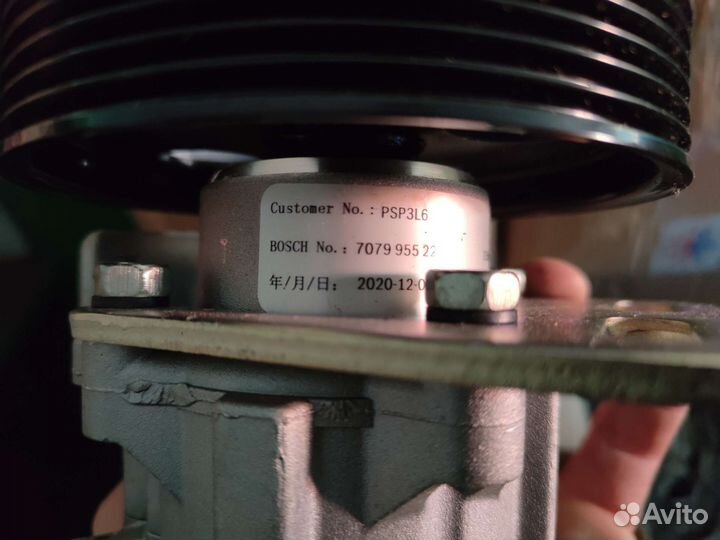 Customer No.: PSP3L6
BOSCH No.: 7079 955 22
年/月/日: 2020-12-0
Avito